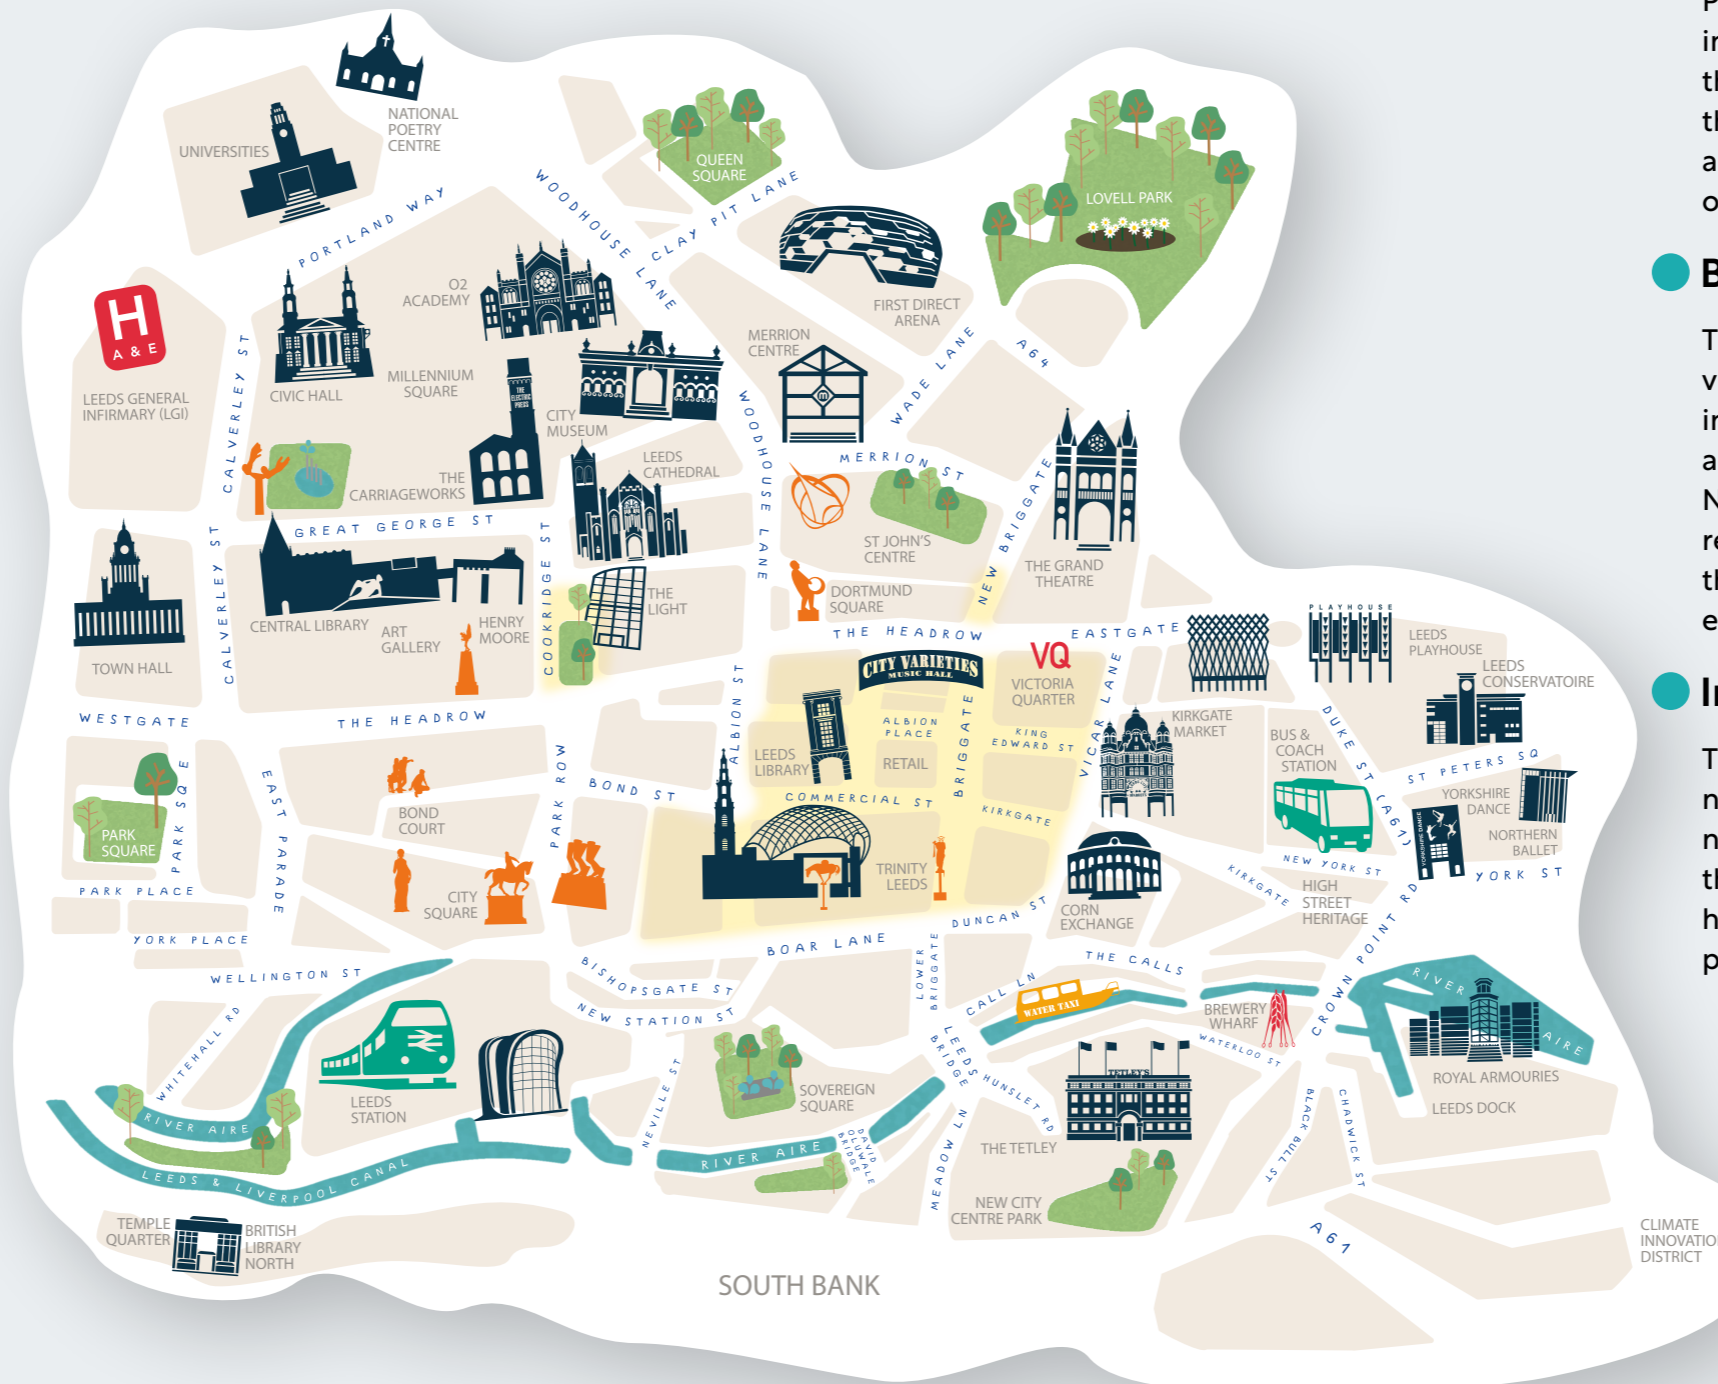 NATIONAL
POETRY
CENTRE
UNIVERSITIES
QUEEN
SQUARE
LOVELL PARK
PORTLAND WAY
WOODHOUSE LANE
CLAY PIT LANE
H
A & E
LEEDS GENERAL
INFIRMARY (LGI)
CALVERLEY ST
CIVIC HALL
O2
ACADEMY
MILLENNIUM
SQUARE
THE
ELECTRIC
PRESS
CITY
MUSEUM
FIRST DIRECT
ARENA
MERRION
CENTRE
m
WADE LANE
A64
THE
CARRIAGEWORKS
LEEDS
CATHEDRAL
WOODHOUSE LANE
MERRION ST
ST JOHN'S
CENTRE
NEW BRIGGATE
THE GRAND
THEATRE
GREAT GEORGE ST
CALVERLEY ST
TOWN HALL
CENTRAL LIBRARY
ART
GALLERY
HENRY
MOORE
COOKRIDGE ST
THE
LIGHT
DORTMUND
SQUARE
THE HEADROW
EASTGATE
PLAYHOUSE
LEEDS
PLAYHOUSE
LEEDS
CONSERVATOIRE
WESTGATE
THE HEADROW
CITY VARIETIES
MUSIC HALL
VQ
VICTORIA
QUARTER
ALBION ST
ALBION
PLACE
BRIGGATE
KING
EDWARD ST
VICAR LANE
KIRKGATE
MARKET
BUS &
COACH
STATION
DUKE ST (A61)
ST PETERS SQ
LEEDS
LIBRARY
RETAIL
PARK SQ E
EAST PARADE
PARK ROW
BOND ST
COMMERCIAL ST
KIRKGATE
YORKSHIRE
DANCE
YORKSHIRE DANCE
NORTHERN
BALLET
PARK
SQUARE
BOND
COURT
PARK PLACE
CITY
SQUARE
TRINITY
LEEDS
CORN
EXCHANGE
NEW YORK ST
KIRKGATE
HIGH
STREET
HERITAGE
YORK ST
YORK PLACE
BOAR LANE
DUNCAN ST
WELLINGTON ST
BISHOPSGATE ST
NEW STATION ST
LOWER
BRIGGATE
CALL LN
THE CALLS
WATER TAXI
CROWN POINT RD
RIVER AIRE
BREWERY
WHARF
WATERLOO ST
WHITEHALL RD
LEEDS
STATION
LEEDS
BRIDGE
HUNSLET RD
TETLEY'S
THE TETLEY
ROYAL ARMOURIES
LEEDS DOCK
NEVILLE ST
SOVEREIGN
SQUARE
RIVER AIRE
RIVER AIRE
DAVID
OLUWALE
BRIDGE
MEADOW LN
BLACK BULL ST
CHADWICK ST
LEEDS & LIVERPOOL CANAL
NEW CITY
CENTRE PARK
TEMPLE
QUARTER
BRITISH
LIBRARY
NORTH
A61
SOUTH BANK
CLIMATE
DISTRICT